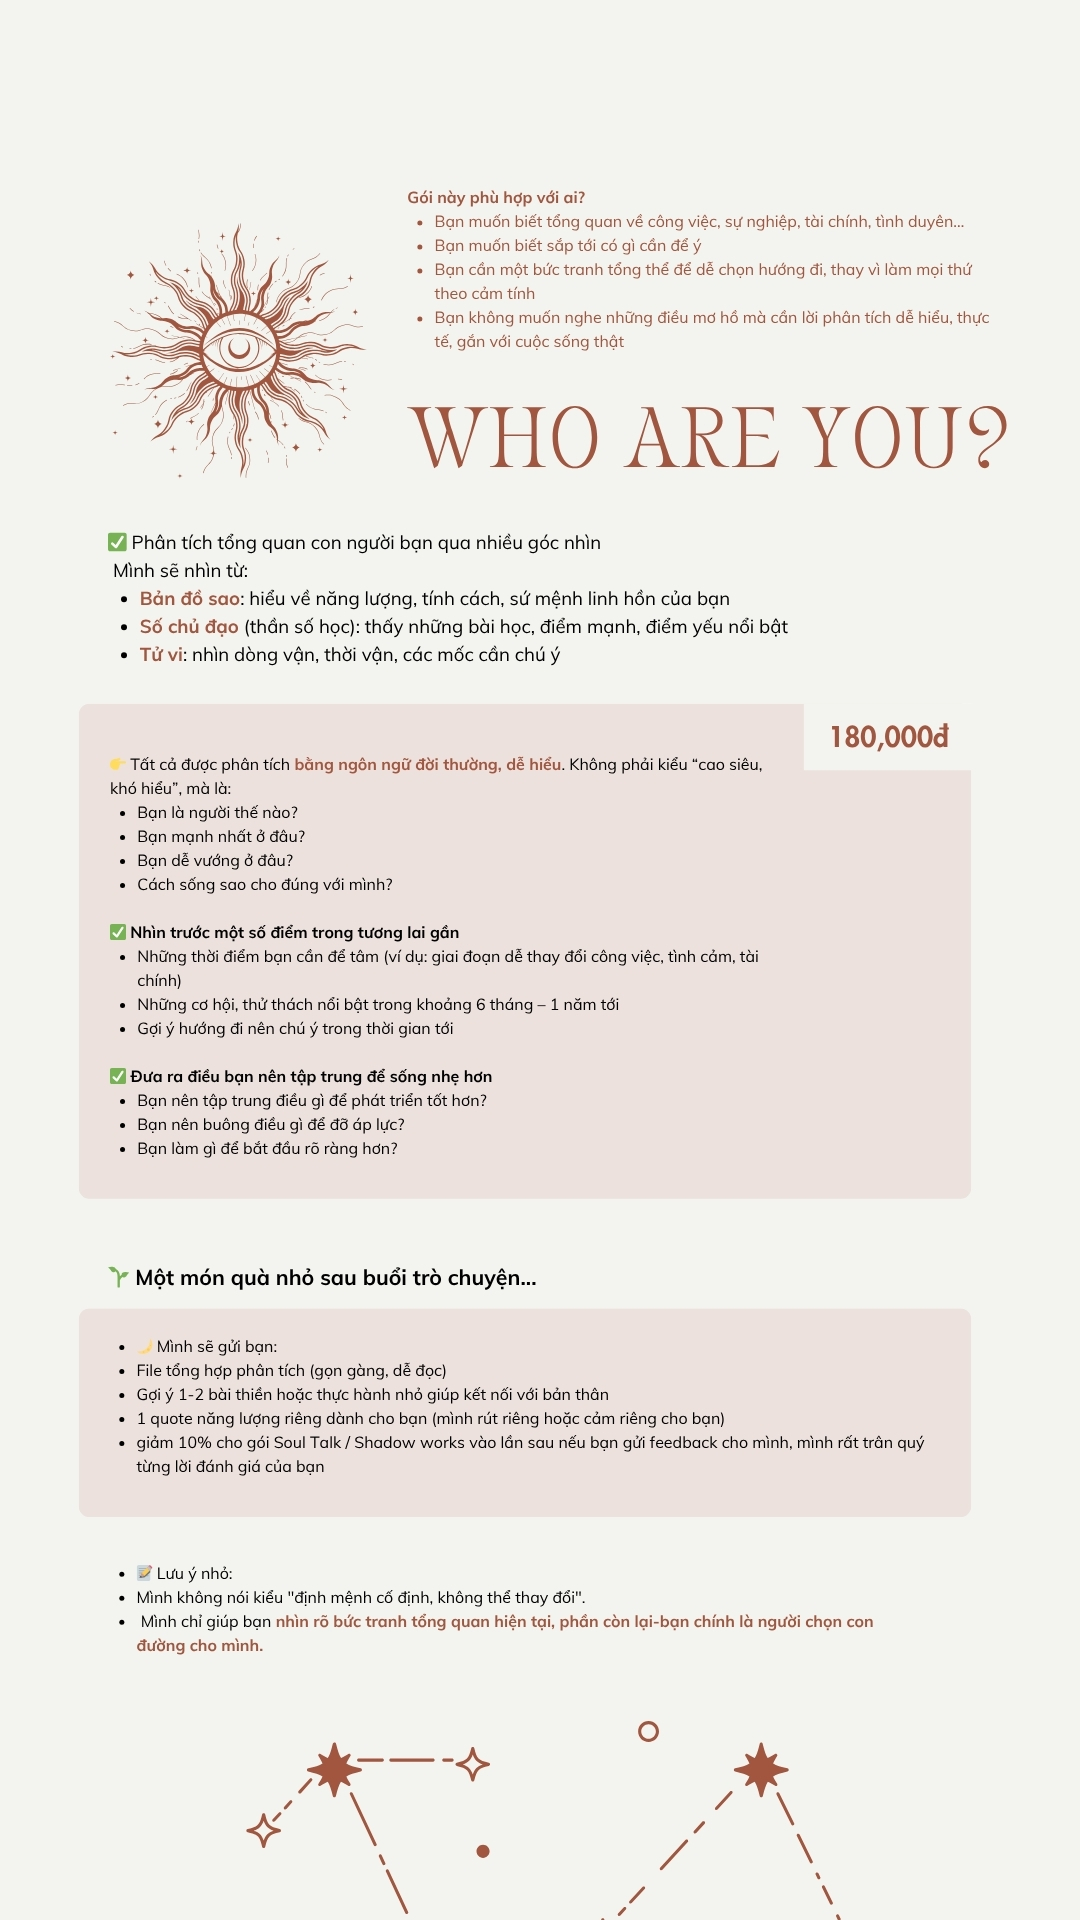 Gói này phù hợp với ai?
• Bạn muốn biết tổng quan về công việc, sự nghiệp, tài chính, tình duyên...
• Bạn muốn biết sắp tới có gì cần để ý
• Bạn cần một bức tranh tổng thể để dễ chọn hướng đi, thay vì làm mọi thứ
theo cảm tính
• Bạn không muốn nghe những điều mơ hồ mà cần lời phân tích dễ hiểu, thực
tế, gắn với cuộc sống thật
WHO ARE YOU?
✅ Phân tích tổng quan con người bạn qua nhiều góc nhìn
Mình sẽ nhìn từ:
• Bản đồ sao: hiểu về năng lượng, tính cách, sứ mệnh linh hồn của bạn
• Số chủ đạo (thần số học): thấy những bài học, điểm mạnh, điểm yếu nổi bật
• Tử vi: nhìn dòng vận, thời vận, các mốc cần chú ý
180,000đ
👉 Tất cả được phân tích bằng ngôn ngữ đời thường, dễ hiểu. Không phải kiểu “cao siêu,
khó hiểu”, mà là:
• Bạn là người thế nào?
• Bạn mạnh nhất ở đâu?
• Bạn dễ vướng ở đâu?
• Cách sống sao cho đúng với mình?
✅ Nhìn trước một số điểm trong tương lai gần
• Những thời điểm bạn cần để tâm (ví dụ: giai đoạn dễ thay đổi công việc, tình cảm, tài
chính)
• Những cơ hội, thử thách nổi bật trong khoảng 6 tháng – 1 năm tới
• Gợi ý hướng đi nên chú ý trong thời gian tới
✅ Đưa ra điều bạn nên tập trung để sống nhẹ hơn
• Bạn nên tập trung điều gì để phát triển tốt hơn?
• Bạn nên buông điều gì để đỡ áp lực?
• Bạn làm gì để bắt đầu rõ ràng hơn?
🌱 Một món quà nhỏ sau buổi trò chuyện...
• 🌙 Mình sẽ gửi bạn:
• File tổng hợp phân tích (gọn gàng, dễ đọc)
• Gợi ý 1-2 bài thiền hoặc thực hành nhỏ giúp kết nối với bản thân
• 1 quote năng lượng riêng dành cho bạn (mình rút riêng hoặc cảm riêng cho bạn)
• giảm 10% cho gói Soul Talk / Shadow works vào lần sau nếu bạn gửi feedback cho mình, mình rất trân quý
từng lời đánh giá của bạn
• 📝 Lưu ý nhỏ:
• Mình không nói kiểu "định mệnh cố định, không thể thay đổi".
• Mình chỉ giúp bạn nhìn rõ bức tranh tổng quan hiện tại, phần còn lại-bạn chính là người chọn con
đường cho mình.